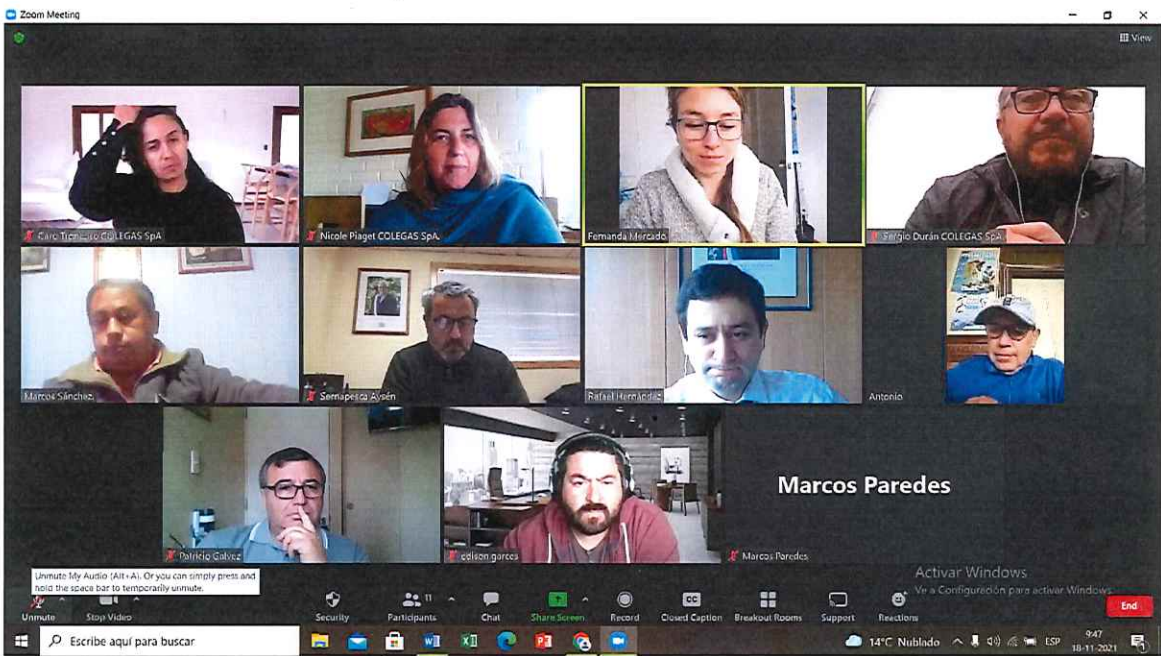 Zoom Meeting
View
Nicole Piaget COLEGAS SpA
Fernanda Mercado
Sergio Durán COLEGAS SpA
Marcos Sánchez
Sernapesca Aysén
Rafael Hernández
Antonio
Marcos Paredes
Patricio Galvez
edison garces
Marcos Paredes
Unmute My Audio (Alt+A). Or you can simply press and
hold the space bar to temporarily unmute.
Activar Windows
Ve a Configuración para activar Windows.
Unmute
Stop Video
Security
Participants
11
Chat
Share Screen
Record
CC
Closed Caption
Breakout Rooms
Support
Reactions
End
Escribe aquí para buscar
14°C Nublado
ESP
9:47
18-11-2021